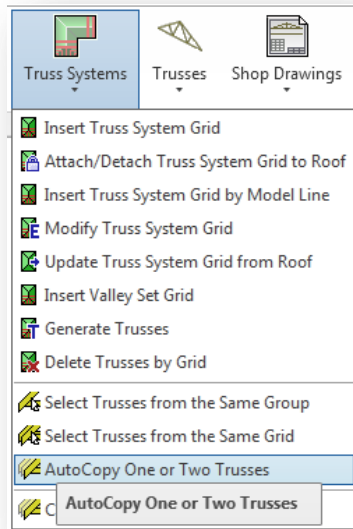 Truss Systems Trusses Shop Drawings
Insert Truss System Grid
Attach/Detach Truss System Grid to Roof
Insert Truss System Grid by Model Line
Modify Truss System Grid
Update Truss System Grid from Roof
Insert Valley Set Grid
Generate Trusses
Delete Trusses by Grid
Select Trusses from the Same Group
Select Trusses from the Same Grid
AutoCopy One or Two Trusses
AutoCopy One or Two Trusses